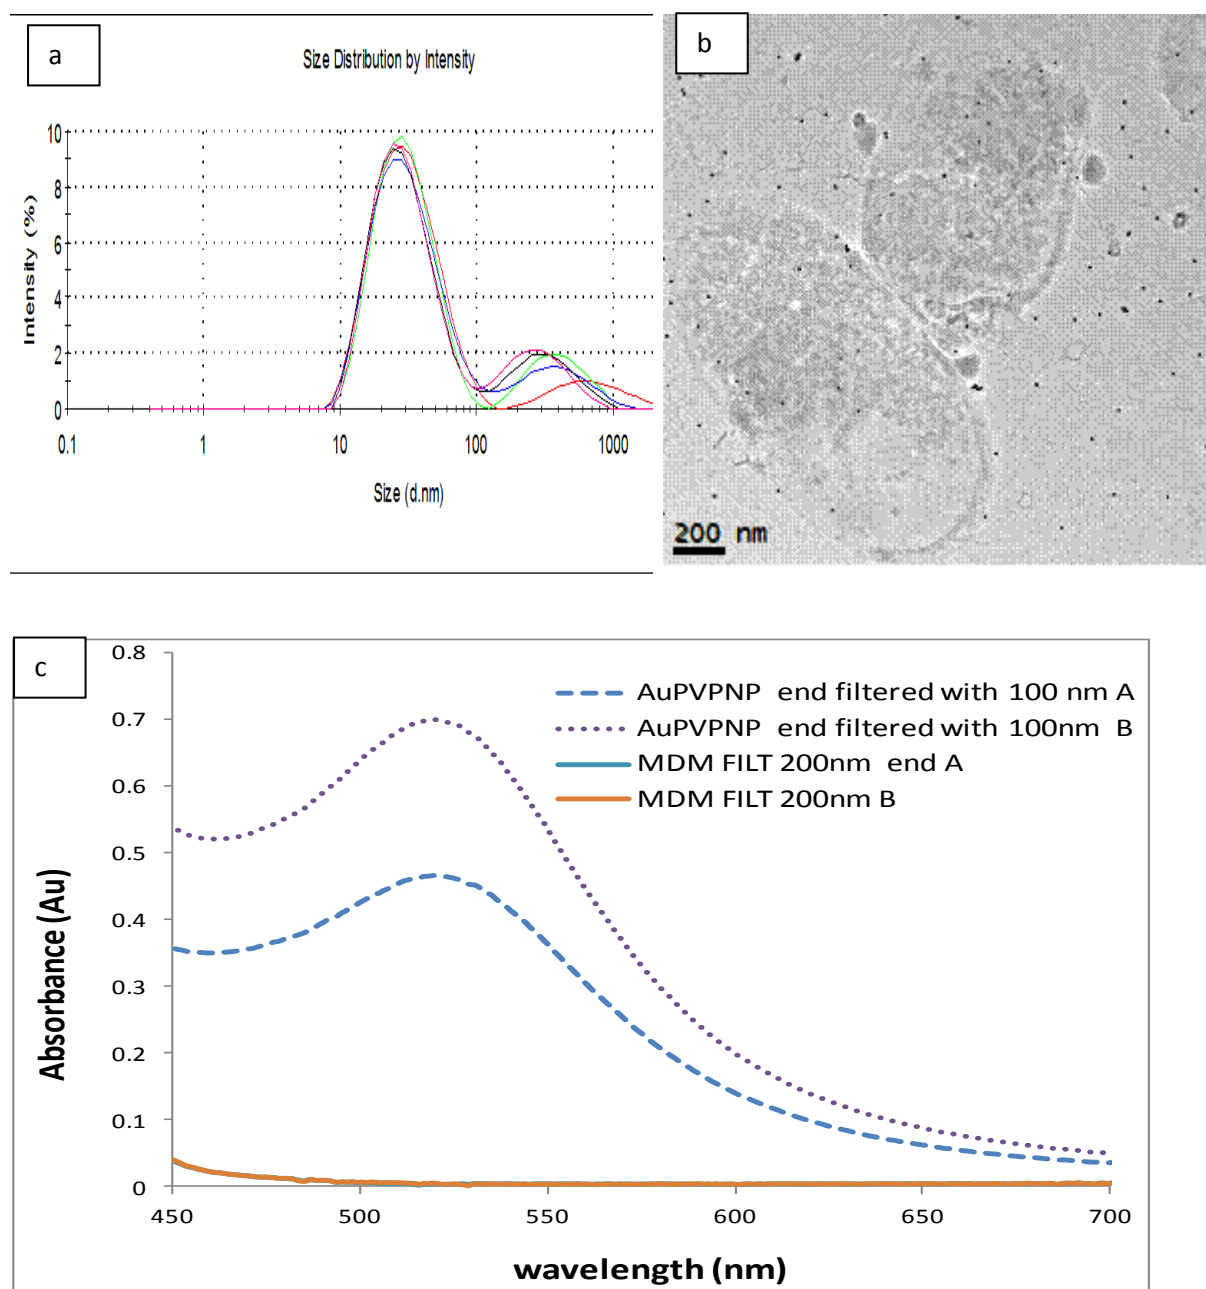 a
Size Distribution by Intensity
10
8
6
4
2
0
Intensity (%)
0.1 1 10 100 1000
Size (d.nm)
b
200 nm
c
0.8
0.7
0.6
0.5
0.4
0.3
0.2
0.1
0
Absorbance (Au)
AuPVPNP end filtered with 100 nm A
AuPVPNP end filtered with 100nm B
MDM FILT 200nm end A
MDM FILT 200nm B
450 500 550 600 650 700
wavelength (nm)